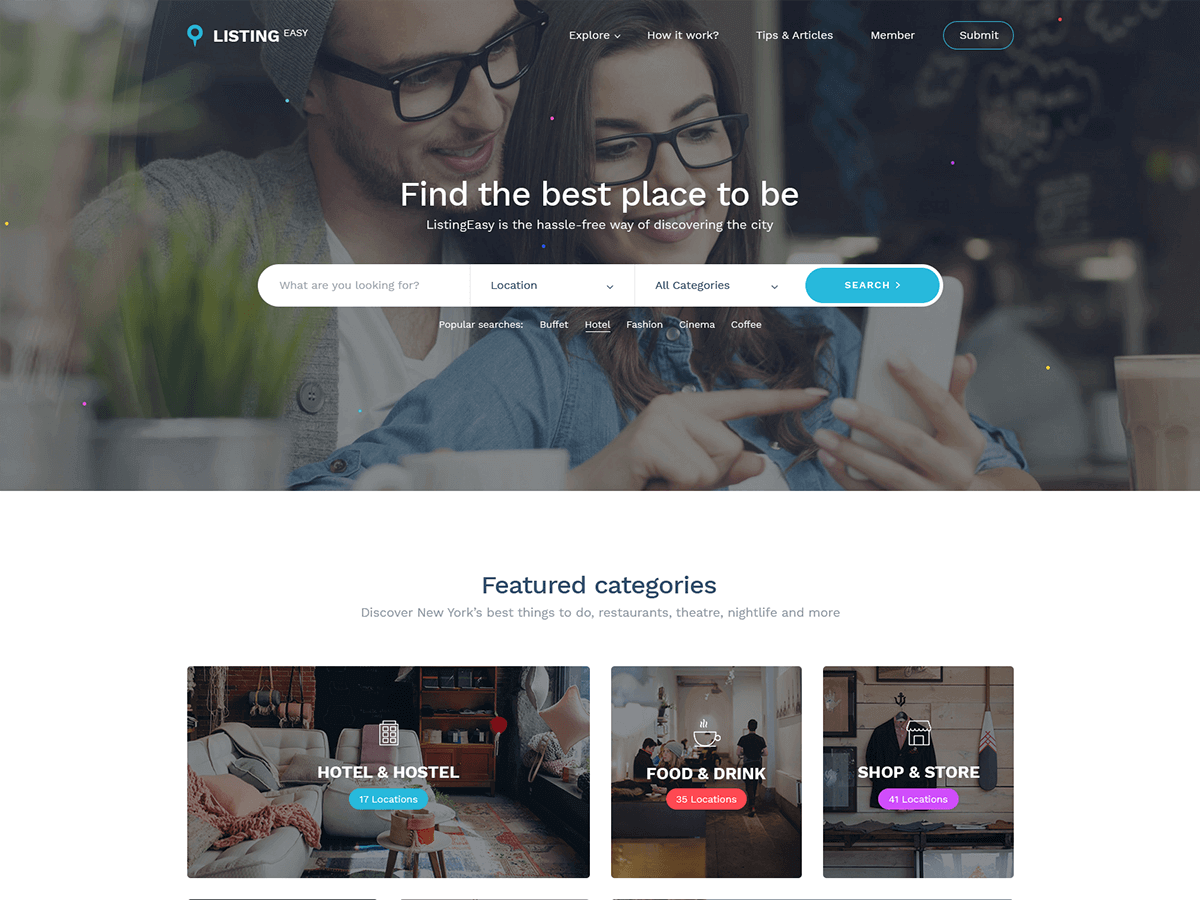 LISTING EASY
Explore How it work? Tips & Articles Member Submit
Find the best place to be
ListingEasy is the hassle-free way of discovering the city
What are you looking for? Location All Categories SEARCH >
Popular searches: Buffet Hotel Fashion Cinema Coffee
Featured categories
Discover New York's best things to do, restaurants, theatre, nightlife and more
HOTEL & HOSTEL
17 Locations
FOOD & DRINK
35 Locations
SHOP & STORE
41 Locations